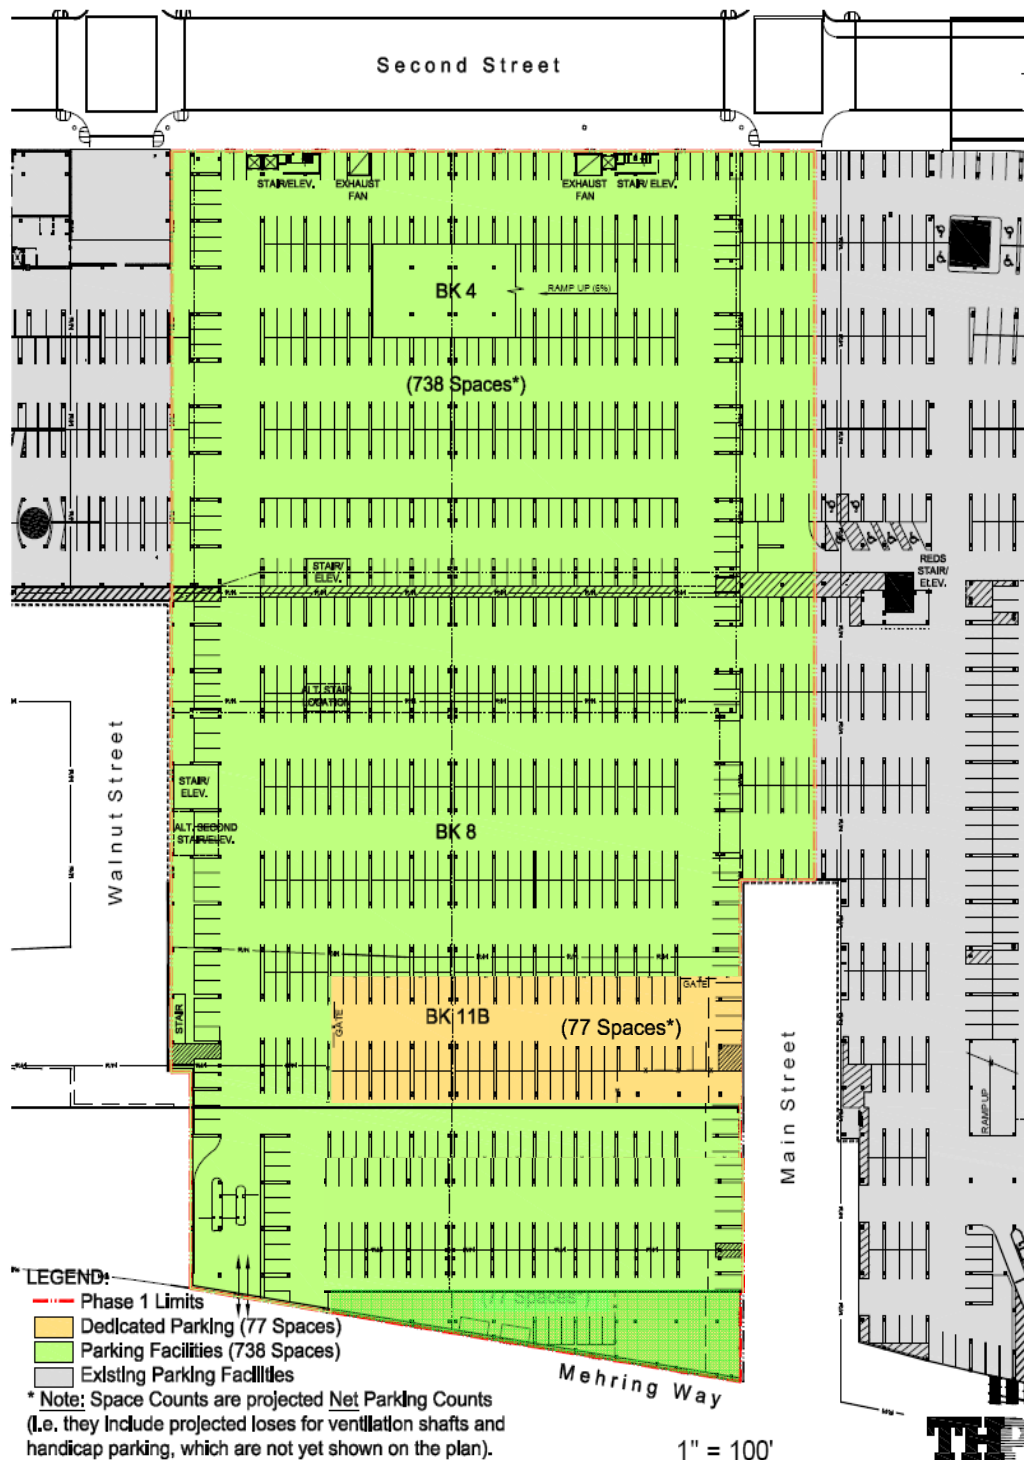 Second Street
STAIR/ELEV.
EXHAUST
FAN
EXHAUST
FAN
STAIR/ ELEV.
BK 4
RAMP UP (5%)
(738 Spaces*)
STAIR/
ELEV.
REDS
STAIR/
ELEV.
ALT. STAIR
LOCATION
Walnut Street
STAIR/
ELEV.
ALT. SECOND
STAIR/ELEV.
BK 8
GATE
STAIR
GATE
BK 11B
(77 Spaces*)
Main Street
RAMP UP
(77 Spaces*)
Mehring Way
LEGEND:
Phase 1 Limits
Dedicated Parking (77 Spaces)
Parking Facilities (738 Spaces)
Existing Parking Facilities
* Note: Space Counts are projected Net Parking Counts
(i.e. they include projected loses for ventilation shafts and
handicap parking, which are not yet shown on the plan).
1" = 100'
THP